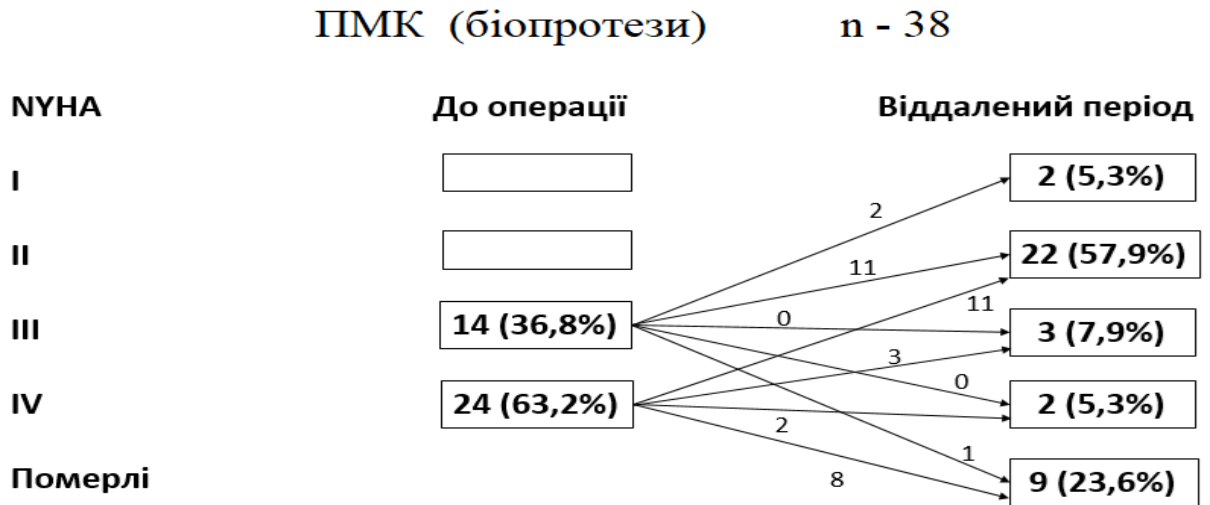 ПМК (біопротези) n - 38
NYHA До операції Віддалений період
I 2 (5,3%)
2
II 22 (57,9%)
11
11
III 14 (36,8%) 0 3 (7,9%)
3
0
IV 24 (63,2%) 2 (5,3%)
2
1
Померлі 8 9 (23,6%)